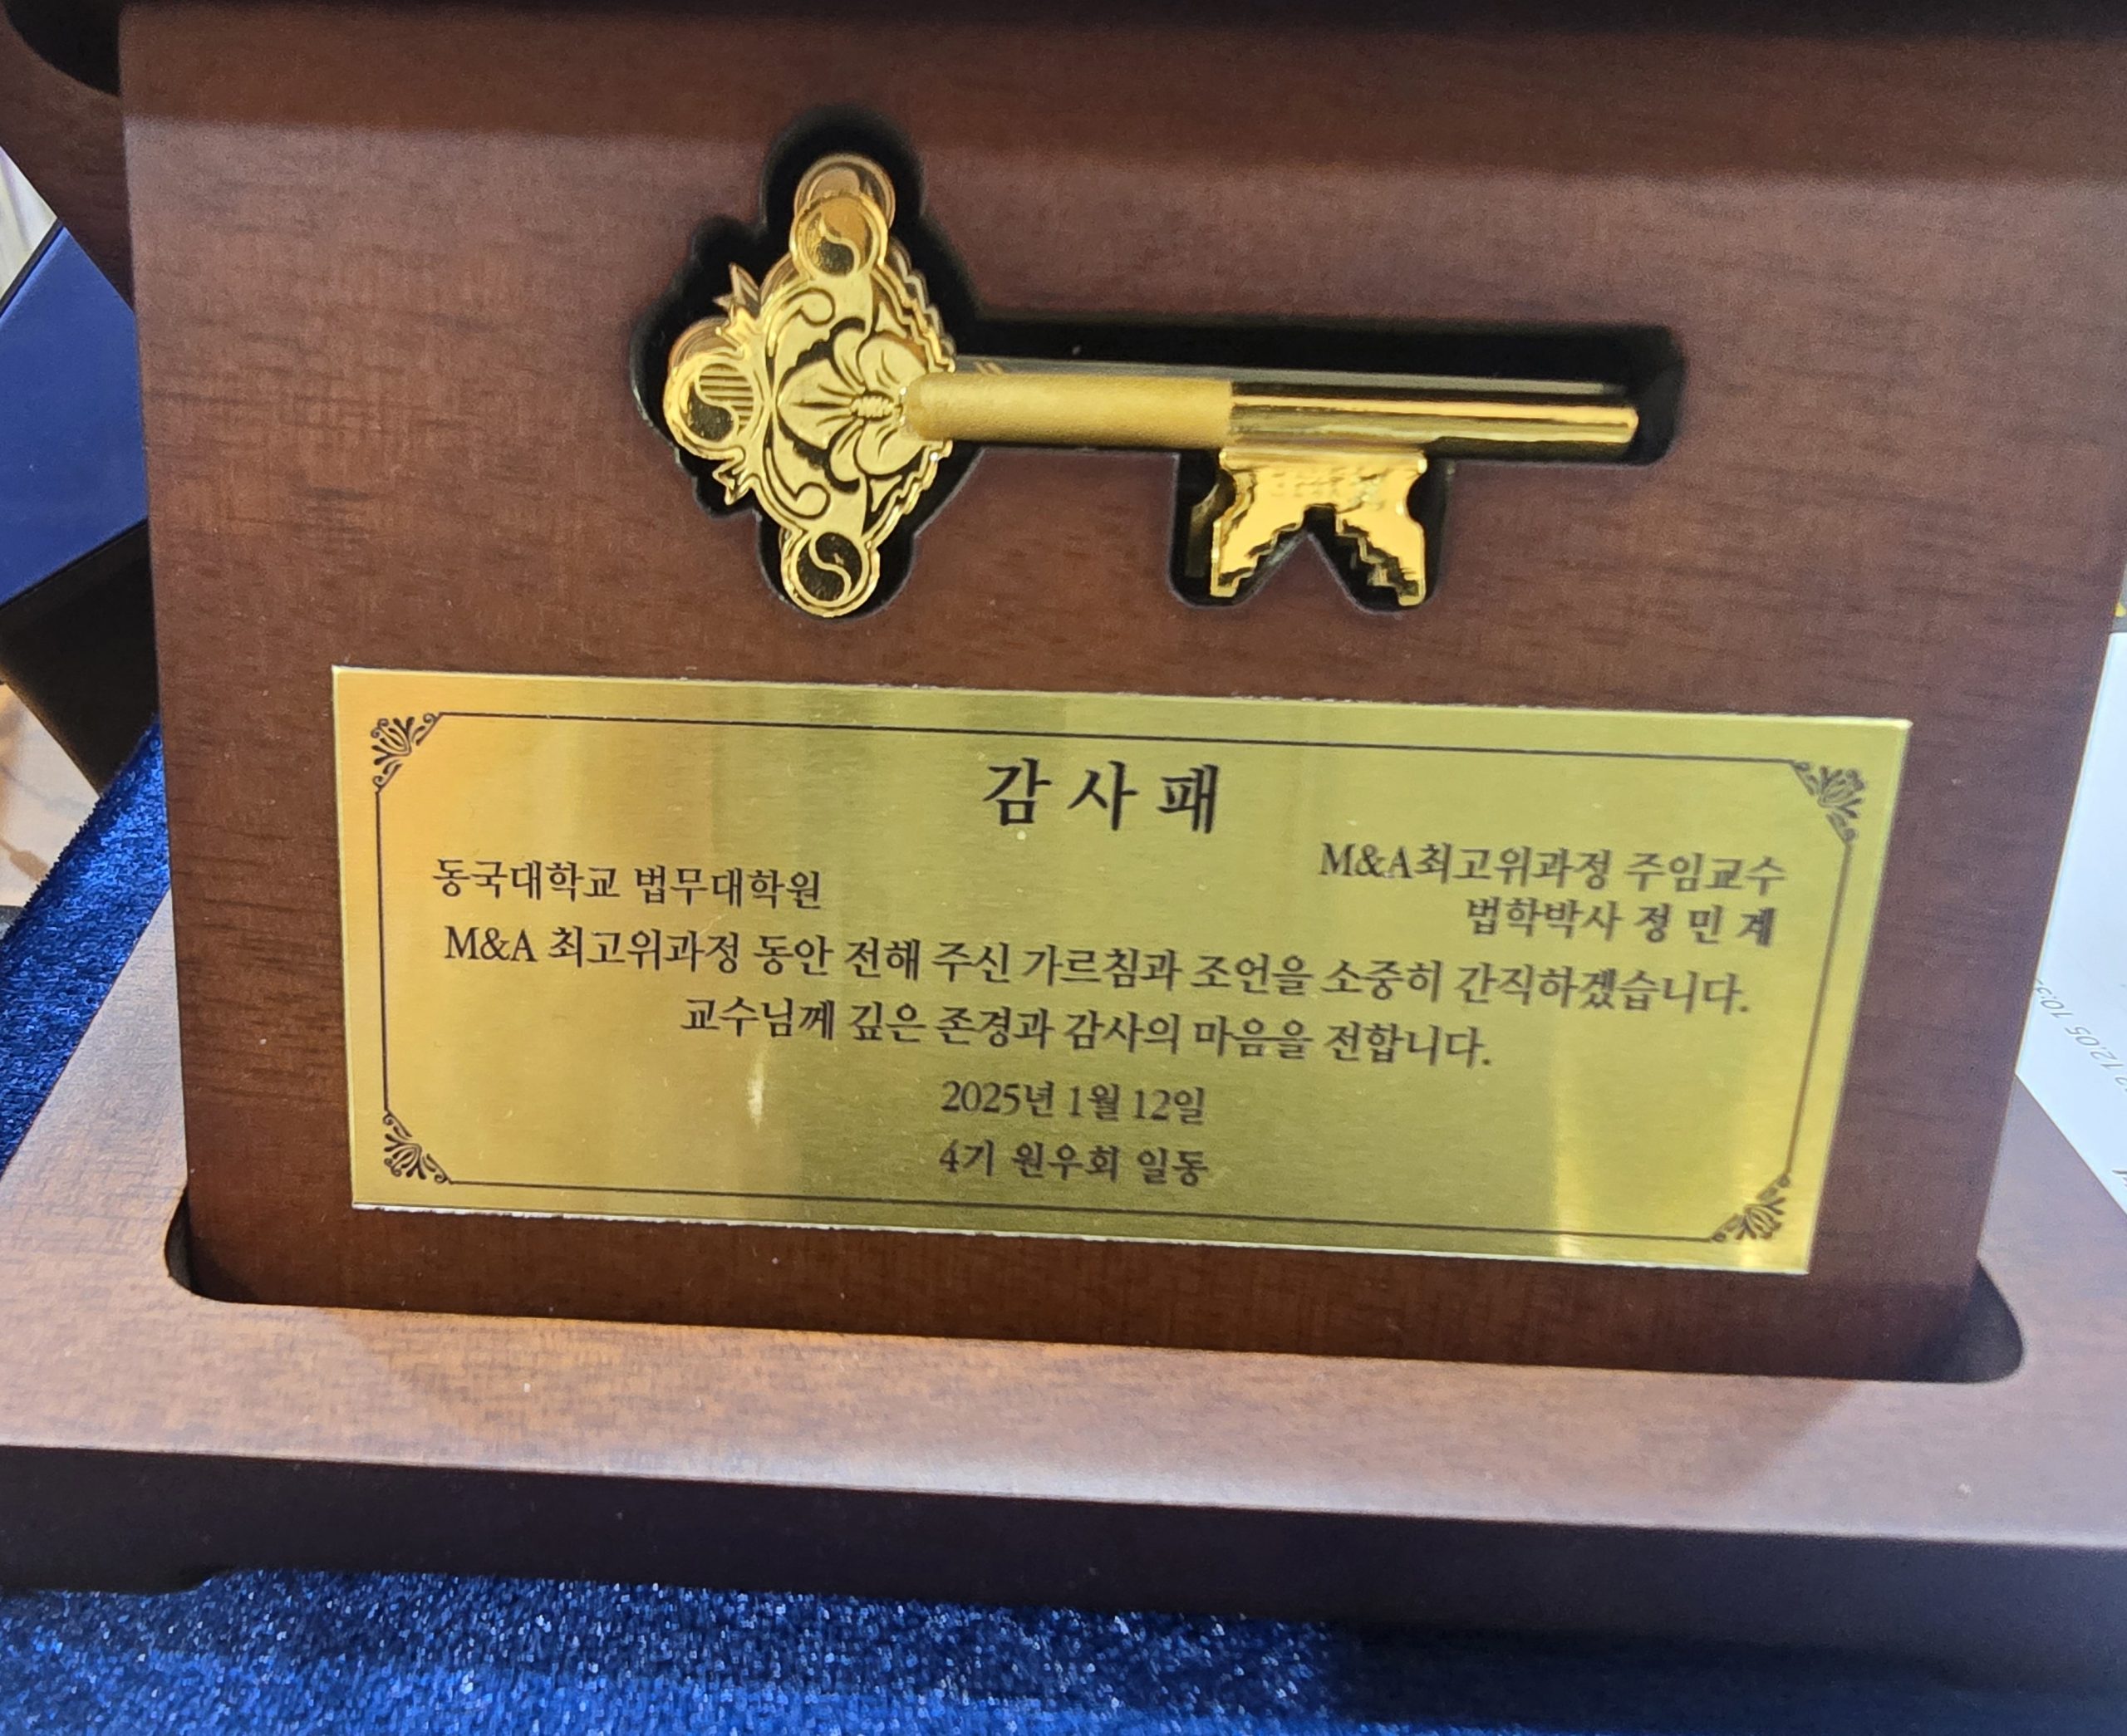 감 사 패
동국대학교 법무대학원
M&A최고위과정 주임교수
법학박사 정 민 계
M&A 최고위과정 동안 전해 주신 가르침과 조언을 소중히 간직하겠습니다.
교수님께 깊은 존경과 감사의 마음을 전합니다.
2025년 1월 12일
4기 원우회 일동